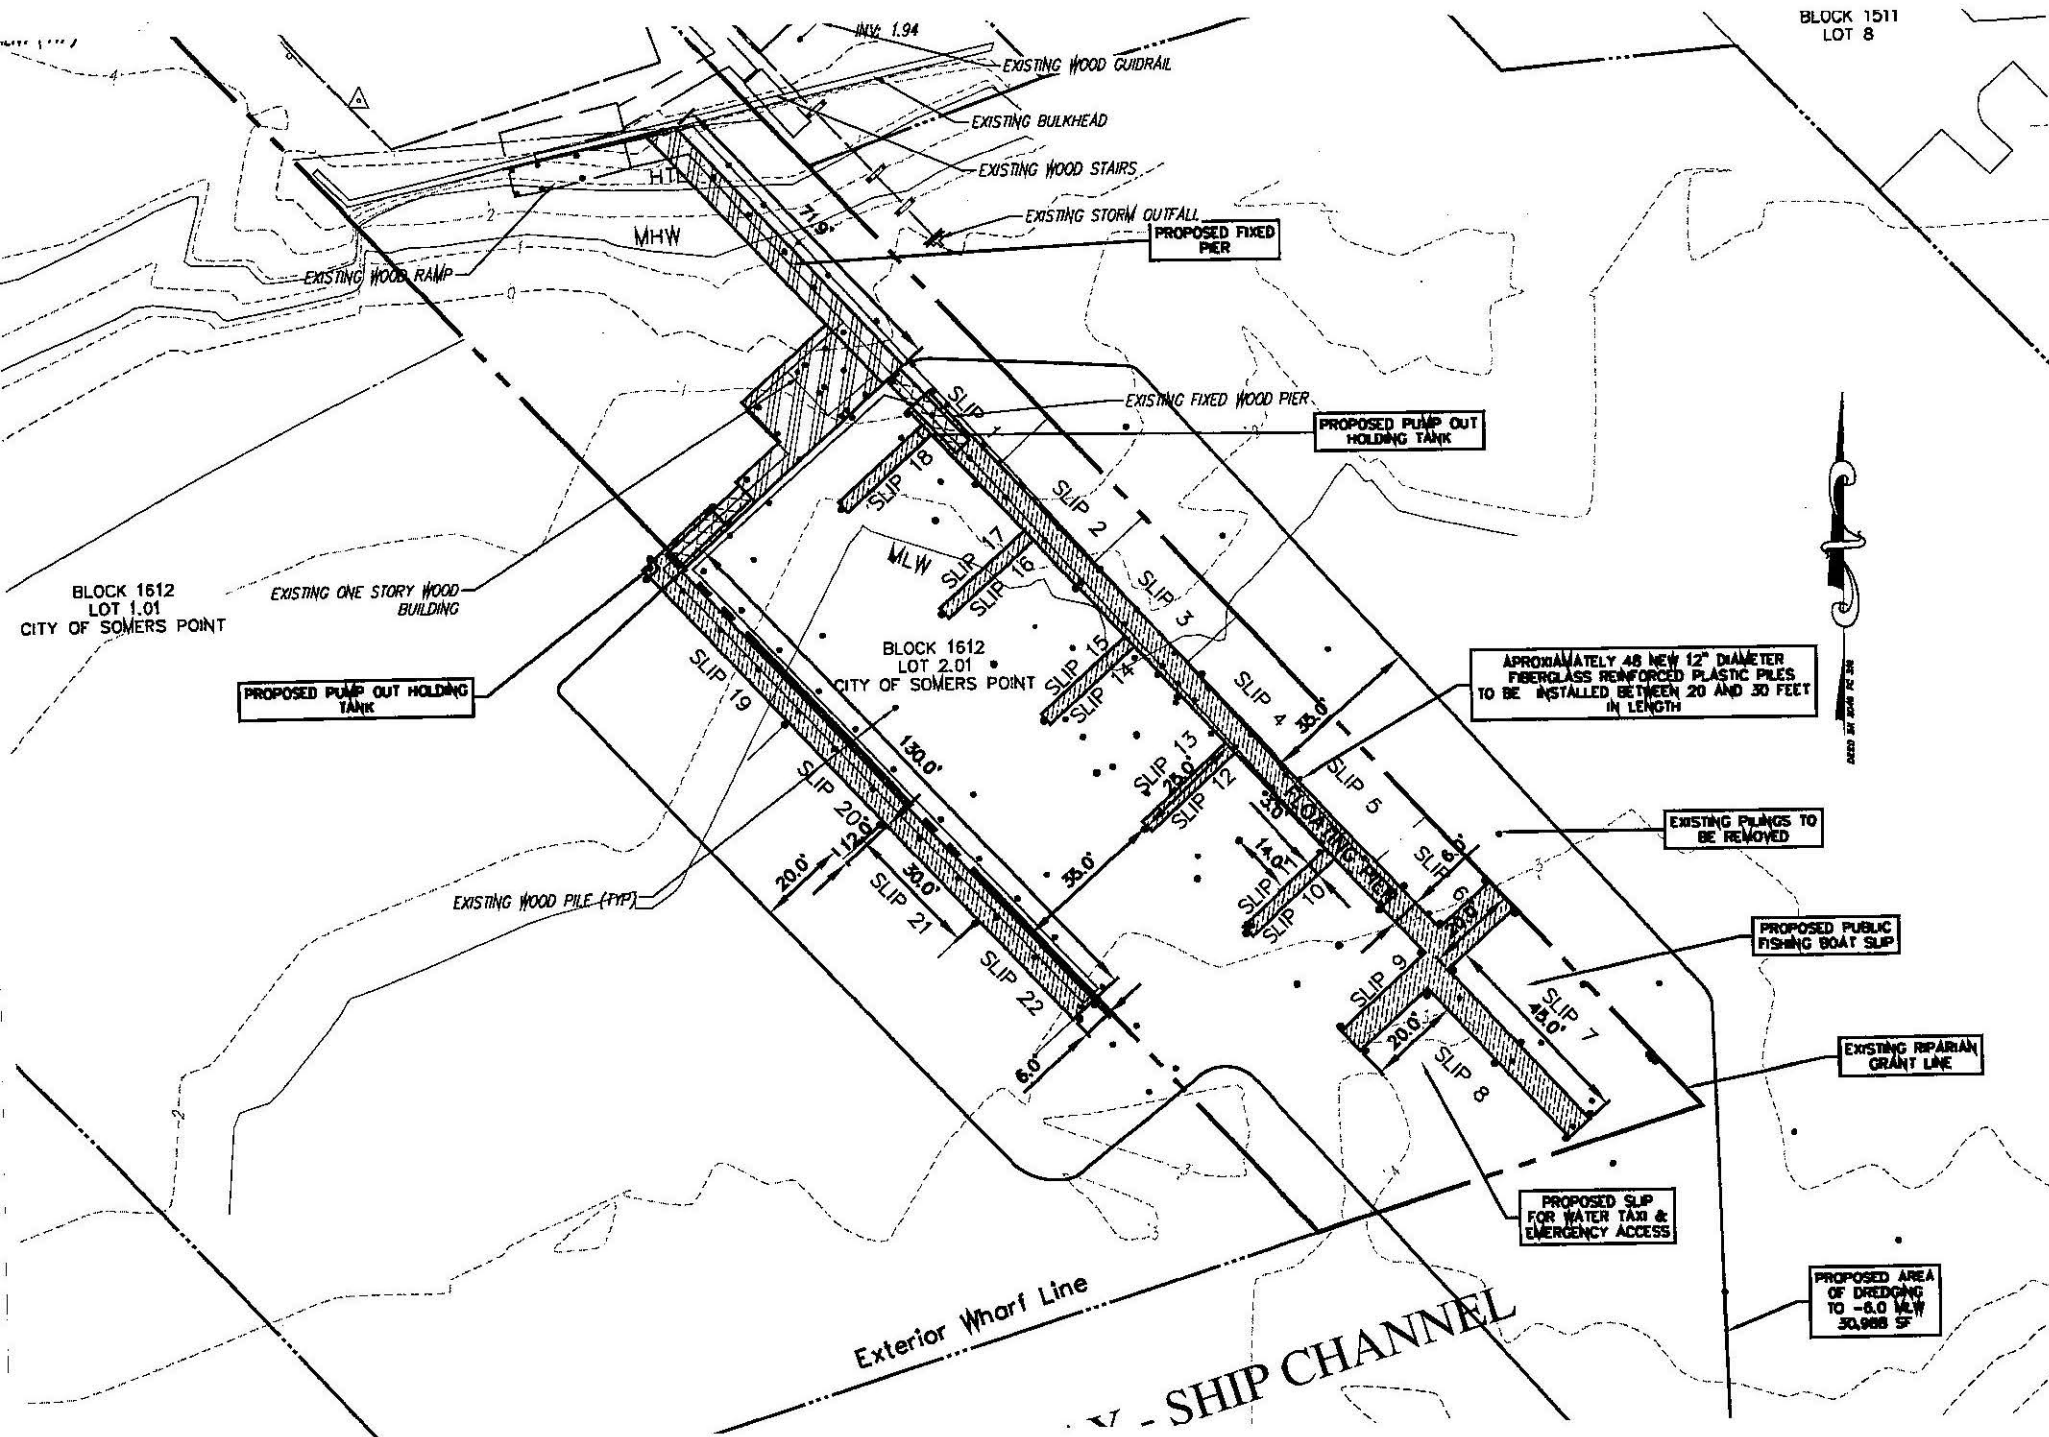 INV: 1.94
BLOCK 1511
LOT 8
EXISTING WOOD GUIDRAIL
EXISTING BULKHEAD
EXISTING WOOD STAIRS
EXISTING STORM OUTFALL
PROPOSED FIXED
PIER
4
HTL
71.9'
2
MHW
1
EXISTING WOOD RAMP
0
EXISTING FIXED WOOD PIER
PROPOSED PUMP OUT
HOLDING TANK
SLIP
SLIP 18
SLIP 2
SLIP 17
SLIP 16
MLW
SLIP 3
EXISTING ONE STORY WOOD
BUILDING
BLOCK 1612
LOT 1.01
CITY OF SOMERS POINT
BLOCK 1612
LOT 2.01
CITY OF SOMERS POINT
SLIP 15
SLIP 14
SLIP 19
PROPOSED PUMP OUT HOLDING
TANK
SLIP 4
35.0'
APROXIAMATELY 48 NEW 12" DIAMETER
FIBERGLASS REINFORCED PLASTIC PILES
TO BE INSTALLED BETWEEN 20 AND 30 FEET
IN LENGTH
130.0'
SLIP 13
25.0'
SLIP 12
SLIP 5
SLIP 20
3.0'
FLOATING PIER
EXISTING PILINGS TO
BE REMOVED
20.0'
30.0'
35.0'
14.0'
SLIP 11
SLIP 10
SLIP 6
6.0'
20.0'
EXISTING WOOD PILE (TYP)
SLIP 21
PROPOSED PUBLIC
FISHING BOAT SLIP
SLIP 22
SLIP 9
SLIP 7
45.0'
20.0'
SLIP 8
6.0'
EXISTING RIPARIAN
GRANT LINE
-2
PROPOSED SLIP
FOR WATER TAXI &
EMERGENCY ACCESS
PROPOSED AREA
OF DREDGING
TO -6.0 MLW
30,988 SF
Exterior Wharf Line
Y - SHIP CHANNEL